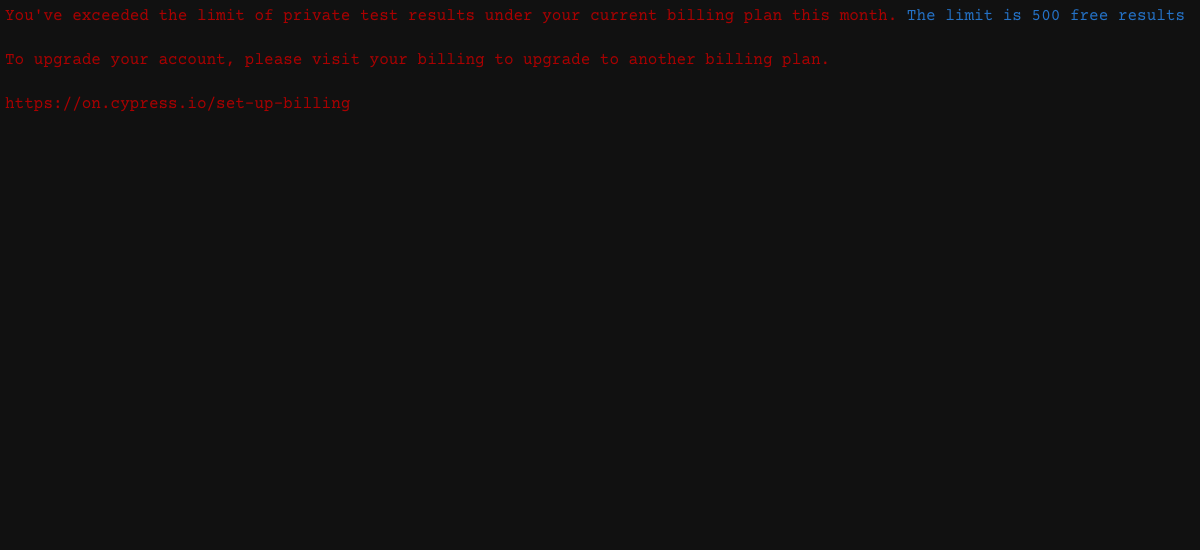 You've exceeded the limit of private test results under your current billing plan this month. The limit is 500 free results
To upgrade your account, please visit your billing to upgrade to another billing plan.
https://on.cypress.io/set-up-billing